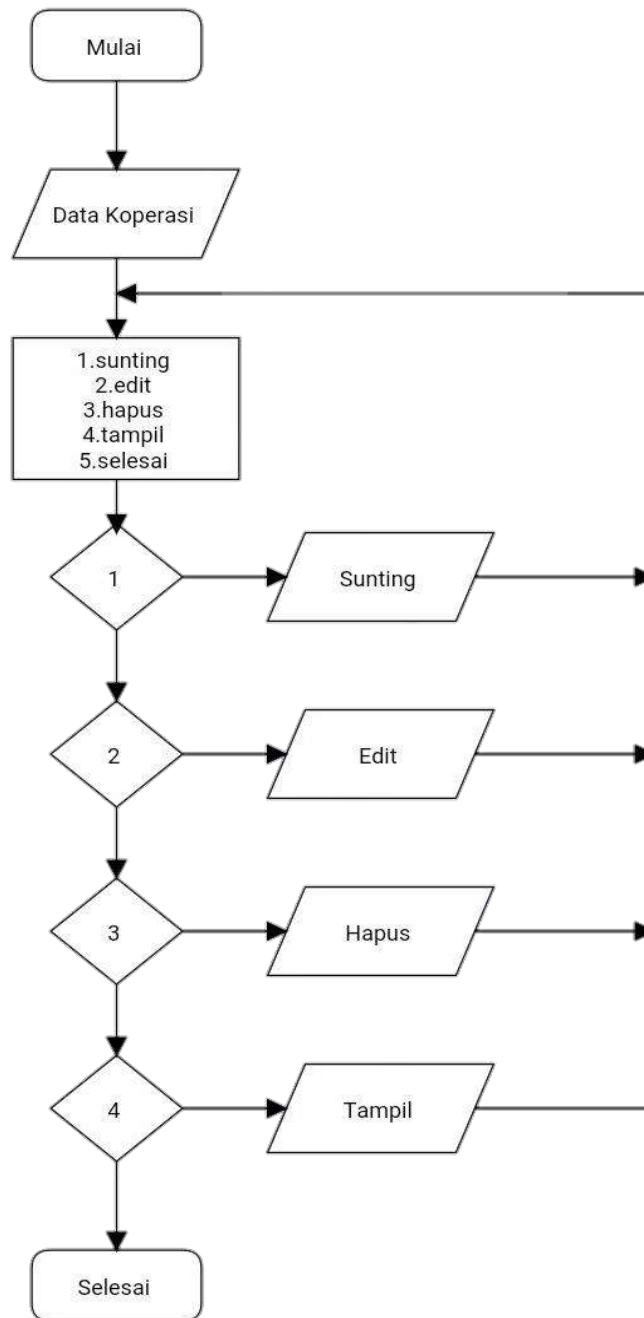 Mulai
Data Koperasi
1.sunting
2.edit
3.hapus
4.tampil
5.selesai
1
Sunting
2
Edit
3
Hapus
4
Tampil
Selesai